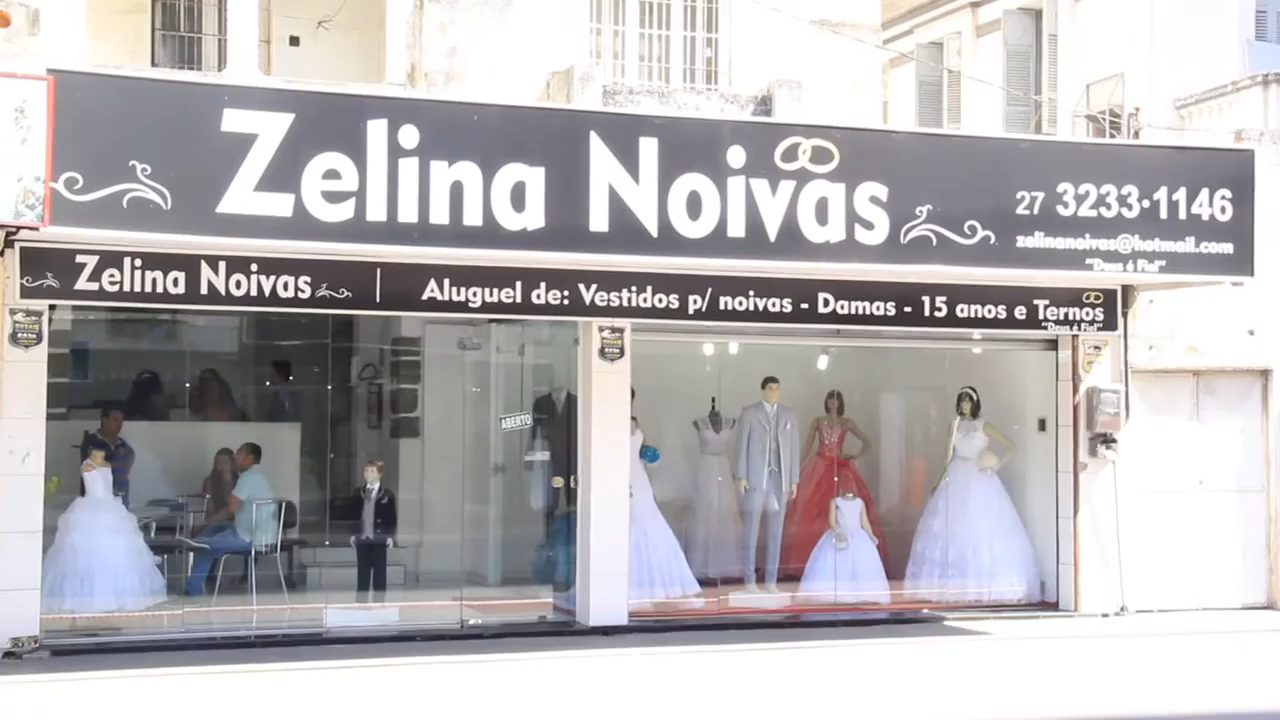 Zelina Noivas
27 3233·1146
zelinanoivas@hotmail.com
"Deus é Fiel"
Zelina Noivas | Aluguel de: Vestidos p/ noivas - Damas - 15 anos e Ternos
"Deus é Fiel"
ABERTO